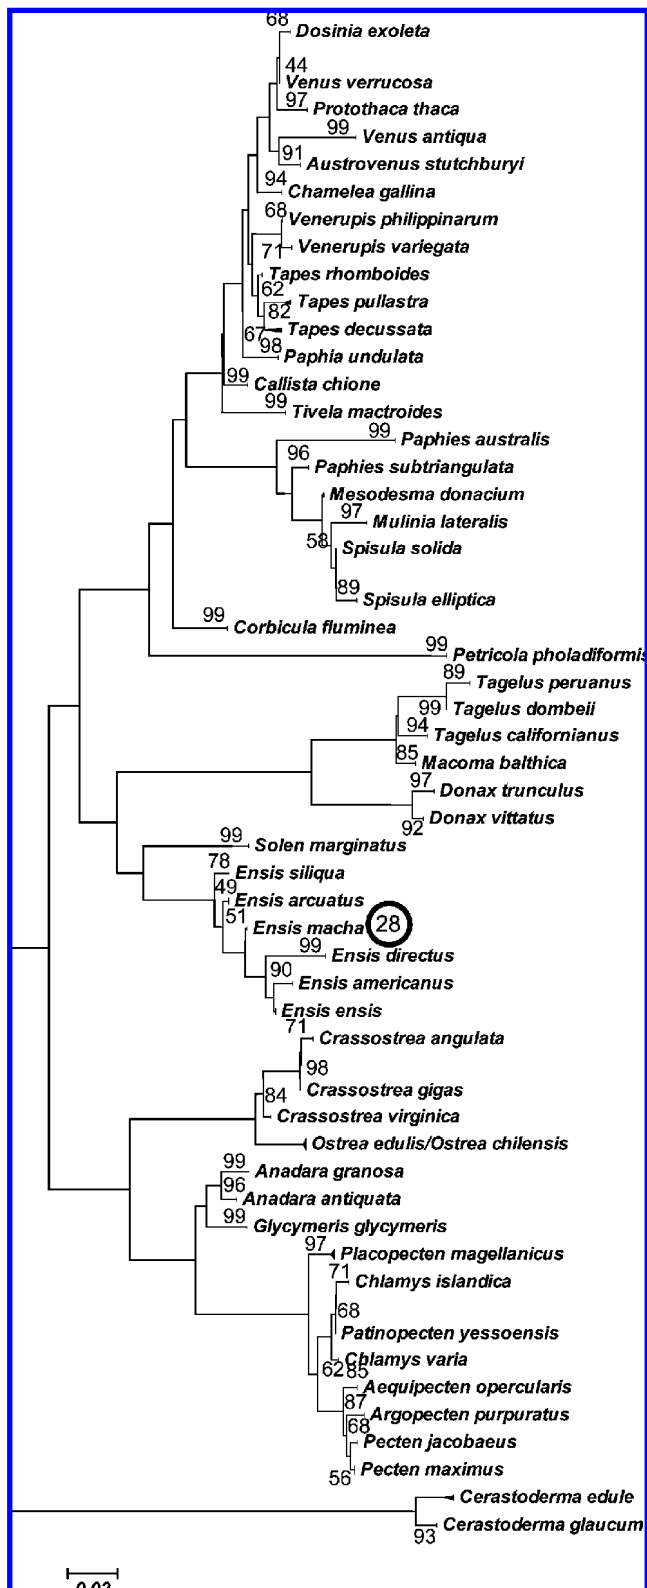 68
Dosinia exoleta
44
Venus verrucosa
97
Protothaca thaca
99
Venus antiqua
91
Austrovenus stutchburyi
94
Chamelea gallina
68
Venerupis philippinarum
71
Venerupis variegata
Tapes rhomboides
62
Tapes pullastra
82
67
Tapes decussata
98
Paphia undulata
99
Callista chione
99
Tivela mactroides
99
Paphies australis
96
Paphies subtriangulata
Mesodesma donacium
97
Mulinia lateralis
58
Spisula solida
89
Spisula elliptica
99
Corbicula fluminea
99
Petricola pholadiformis
89
Tagelus peruanus
99
Tagelus dombeii
94
Tagelus californianus
85
Macoma balthica
97
Donax trunculus
92
Donax vittatus
99
Solen marginatus
78
Ensis siliqua
49
Ensis arcuatus
51
Ensis macha
28
99
Ensis directus
90
Ensis americanus
Ensis ensis
71
Crassostrea angulata
98
Crassostrea gigas
84
Crassostrea virginica
Ostrea edulis/Ostrea chilensis
99
Anadara granosa
96
Anadara antiquata
99
Glycymeris glycymeris
97
Placopecten magellanicus
71
Chlamys islandica
68
Patinopecten yessoensis
Chlamys varia
62
85
Aequipecten opercularis
87
Argopecten purpuratus
68
Pecten jacobaeus
56
Pecten maximus
Cerastoderma edule
93
Cerastoderma glaucum
0.02